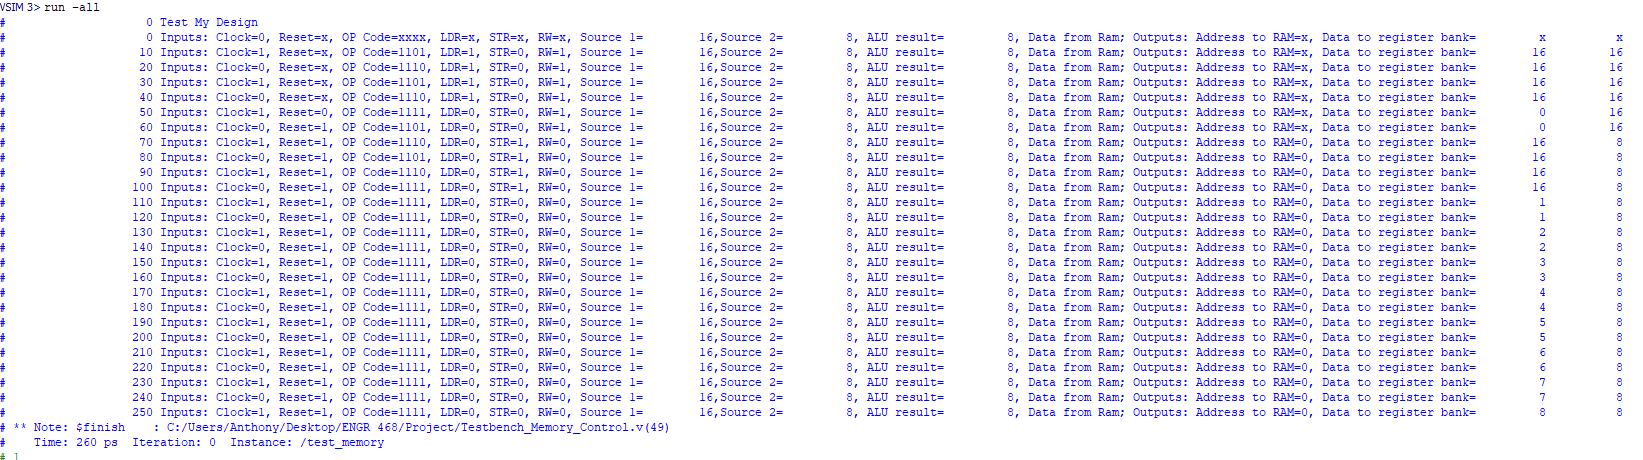 VSIM 3> run -all
# 0 Test My Design
# 0 Inputs: Clock=0, Reset=x, OP Code=xxxx, LDR=x, STR=x, RW=x, Source 1= 16,Source 2= 8, ALU result= 8, Data from Ram; Outputs: Address to RAM=x, Data to register bank= x x
# 10 Inputs: Clock=1, Reset=x, OP Code=1101, LDR=1, STR=0, RW=1, Source 1= 16,Source 2= 8, ALU result= 8, Data from Ram; Outputs: Address to RAM=x, Data to register bank= 16 16
# 20 Inputs: Clock=0, Reset=x, OP Code=1110, LDR=1, STR=0, RW=1, Source 1= 16,Source 2= 8, ALU result= 8, Data from Ram; Outputs: Address to RAM=x, Data to register bank= 16 16
# 30 Inputs: Clock=1, Reset=x, OP Code=1101, LDR=1, STR=0, RW=1, Source 1= 16,Source 2= 8, ALU result= 8, Data from Ram; Outputs: Address to RAM=x, Data to register bank= 16 16
# 40 Inputs: Clock=0, Reset=x, OP Code=1110, LDR=1, STR=0, RW=1, Source 1= 16,Source 2= 8, ALU result= 8, Data from Ram; Outputs: Address to RAM=x, Data to register bank= 16 16
# 50 Inputs: Clock=1, Reset=0, OP Code=1111, LDR=0, STR=0, RW=1, Source 1= 16,Source 2= 8, ALU result= 8, Data from Ram; Outputs: Address to RAM=x, Data to register bank= 0 16
# 60 Inputs: Clock=0, Reset=1, OP Code=1101, LDR=0, STR=0, RW=1, Source 1= 16,Source 2= 8, ALU result= 8, Data from Ram; Outputs: Address to RAM=x, Data to register bank= 0 16
# 70 Inputs: Clock=1, Reset=1, OP Code=1110, LDR=0, STR=1, RW=0, Source 1= 16,Source 2= 8, ALU result= 8, Data from Ram; Outputs: Address to RAM=0, Data to register bank= 16 8
# 80 Inputs: Clock=0, Reset=1, OP Code=1101, LDR=0, STR=1, RW=0, Source 1= 16,Source 2= 8, ALU result= 8, Data from Ram; Outputs: Address to RAM=0, Data to register bank= 16 8
# 90 Inputs: Clock=1, Reset=1, OP Code=1110, LDR=0, STR=1, RW=0, Source 1= 16,Source 2= 8, ALU result= 8, Data from Ram; Outputs: Address to RAM=0, Data to register bank= 16 8
# 100 Inputs: Clock=0, Reset=1, OP Code=1111, LDR=0, STR=1, RW=0, Source 1= 16,Source 2= 8, ALU result= 8, Data from Ram; Outputs: Address to RAM=0, Data to register bank= 16 8
# 110 Inputs: Clock=1, Reset=1, OP Code=1111, LDR=0, STR=0, RW=0, Source 1= 16,Source 2= 8, ALU result= 8, Data from Ram; Outputs: Address to RAM=0, Data to register bank= 1 8
# 120 Inputs: Clock=0, Reset=1, OP Code=1111, LDR=0, STR=0, RW=0, Source 1= 16,Source 2= 8, ALU result= 8, Data from Ram; Outputs: Address to RAM=0, Data to register bank= 1 8
# 130 Inputs: Clock=1, Reset=1, OP Code=1111, LDR=0, STR=0, RW=0, Source 1= 16,Source 2= 8, ALU result= 8, Data from Ram; Outputs: Address to RAM=0, Data to register bank= 2 8
# 140 Inputs: Clock=0, Reset=1, OP Code=1111, LDR=0, STR=0, RW=0, Source 1= 16,Source 2= 8, ALU result= 8, Data from Ram; Outputs: Address to RAM=0, Data to register bank= 2 8
# 150 Inputs: Clock=1, Reset=1, OP Code=1111, LDR=0, STR=0, RW=0, Source 1= 16,Source 2= 8, ALU result= 8, Data from Ram; Outputs: Address to RAM=0, Data to register bank= 3 8
# 160 Inputs: Clock=0, Reset=1, OP Code=1111, LDR=0, STR=0, RW=0, Source 1= 16,Source 2= 8, ALU result= 8, Data from Ram; Outputs: Address to RAM=0, Data to register bank= 3 8
# 170 Inputs: Clock=1, Reset=1, OP Code=1111, LDR=0, STR=0, RW=0, Source 1= 16,Source 2= 8, ALU result= 8, Data from Ram; Outputs: Address to RAM=0, Data to register bank= 4 8
# 180 Inputs: Clock=0, Reset=1, OP Code=1111, LDR=0, STR=0, RW=0, Source 1= 16,Source 2= 8, ALU result= 8, Data from Ram; Outputs: Address to RAM=0, Data to register bank= 4 8
# 190 Inputs: Clock=1, Reset=1, OP Code=1111, LDR=0, STR=0, RW=0, Source 1= 16,Source 2= 8, ALU result= 8, Data from Ram; Outputs: Address to RAM=0, Data to register bank= 5 8
# 200 Inputs: Clock=0, Reset=1, OP Code=1111, LDR=0, STR=0, RW=0, Source 1= 16,Source 2= 8, ALU result= 8, Data from Ram; Outputs: Address to RAM=0, Data to register bank= 5 8
# 210 Inputs: Clock=1, Reset=1, OP Code=1111, LDR=0, STR=0, RW=0, Source 1= 16,Source 2= 8, ALU result= 8, Data from Ram; Outputs: Address to RAM=0, Data to register bank= 6 8
# 220 Inputs: Clock=0, Reset=1, OP Code=1111, LDR=0, STR=0, RW=0, Source 1= 16,Source 2= 8, ALU result= 8, Data from Ram; Outputs: Address to RAM=0, Data to register bank= 6 8
# 230 Inputs: Clock=1, Reset=1, OP Code=1111, LDR=0, STR=0, RW=0, Source 1= 16,Source 2= 8, ALU result= 8, Data from Ram; Outputs: Address to RAM=0, Data to register bank= 7 8
# 240 Inputs: Clock=0, Reset=1, OP Code=1111, LDR=0, STR=0, RW=0, Source 1= 16,Source 2= 8, ALU result= 8, Data from Ram; Outputs: Address to RAM=0, Data to register bank= 7 8
# 250 Inputs: Clock=1, Reset=1, OP Code=1111, LDR=0, STR=0, RW=0, Source 1= 16,Source 2= 8, ALU result= 8, Data from Ram; Outputs: Address to RAM=0, Data to register bank= 8 8
# ** Note: $finish : C:/Users/Anthony/Desktop/ENGR 468/Project/Testbench_Memory_Control.v(49)
# Time: 260 ps Iteration: 0 Instance: /test_memory
# 1